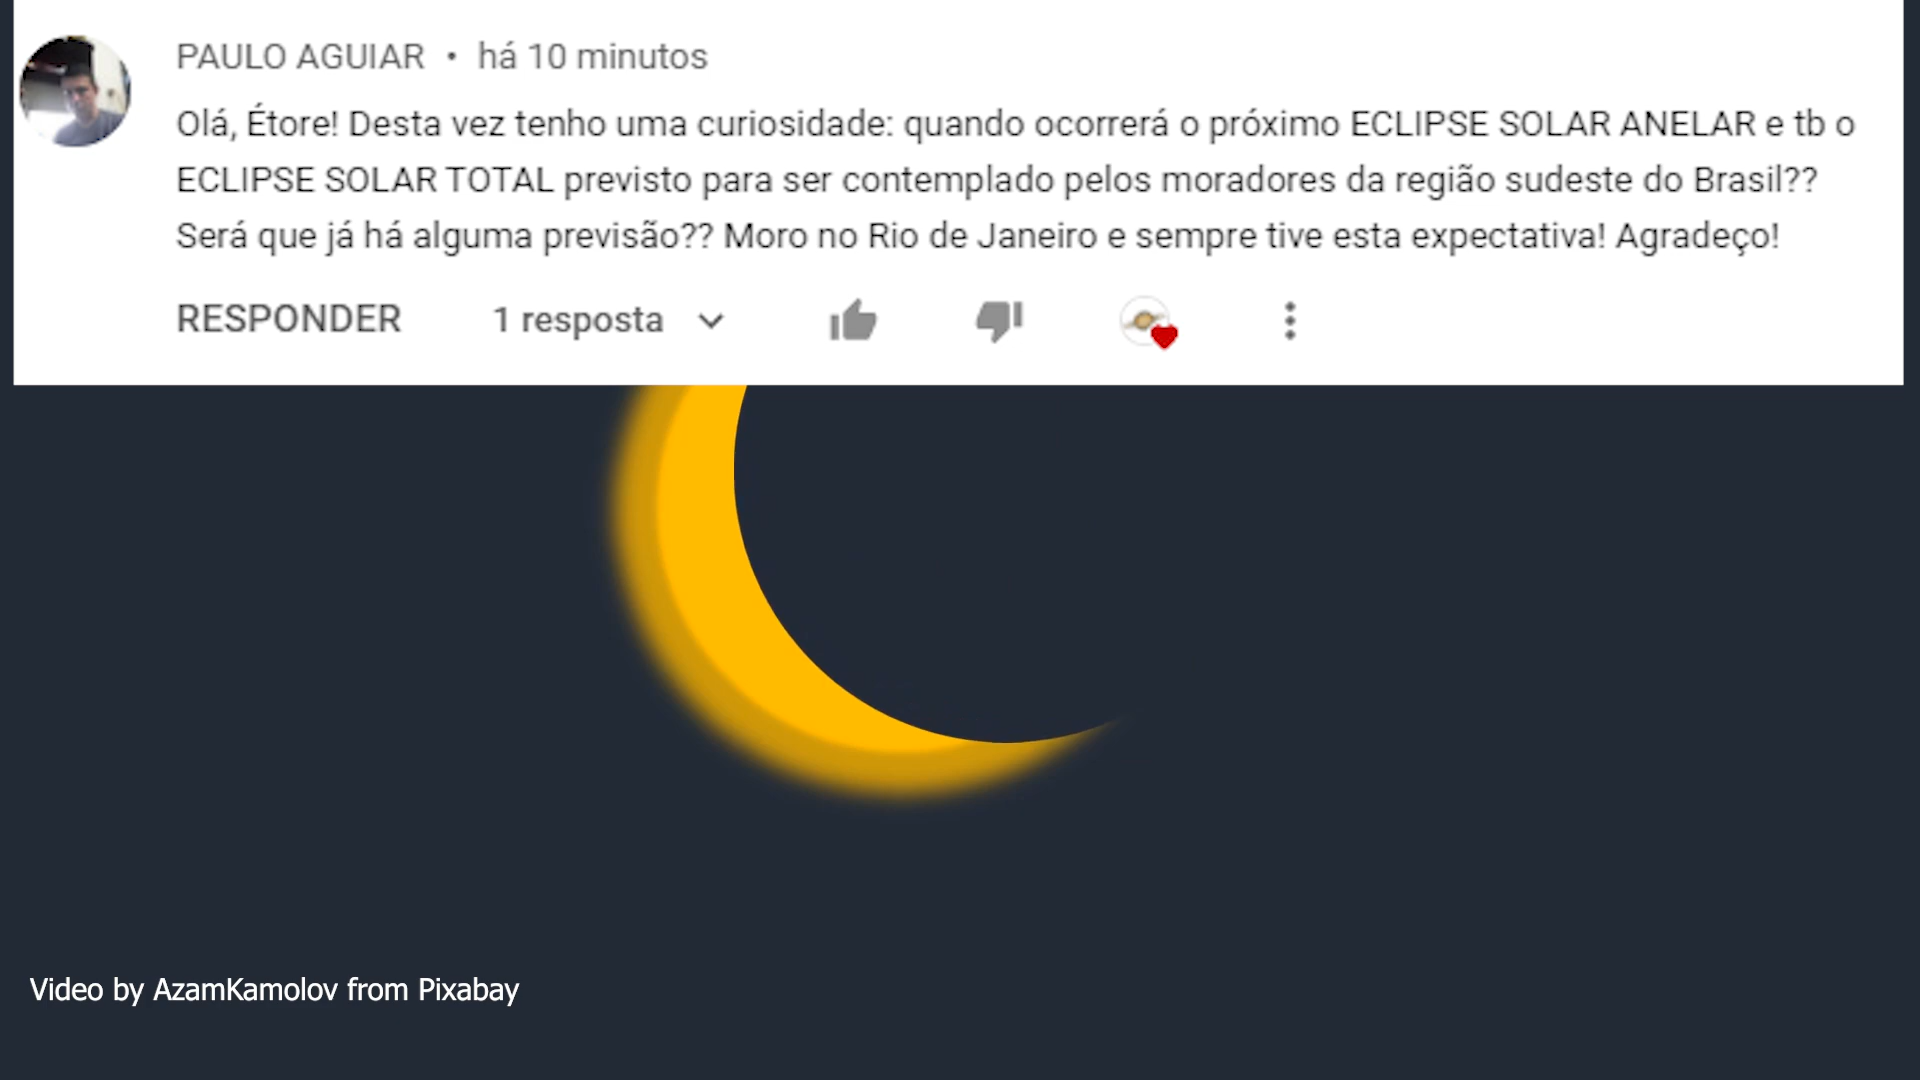 PAULO AGUIAR • há 10 minutos
Olá, Étore! Desta vez tenho uma curiosidade: quando ocorrerá o próximo ECLIPSE SOLAR ANELAR e tb o
ECLIPSE SOLAR TOTAL previsto para ser contemplado pelos moradores da região sudeste do Brasil??
Será que já há alguma previsão?? Moro no Rio de Janeiro e sempre tive esta expectativa! Agradeço!
RESPONDER 1 resposta
Video by AzamKamolov from Pixabay